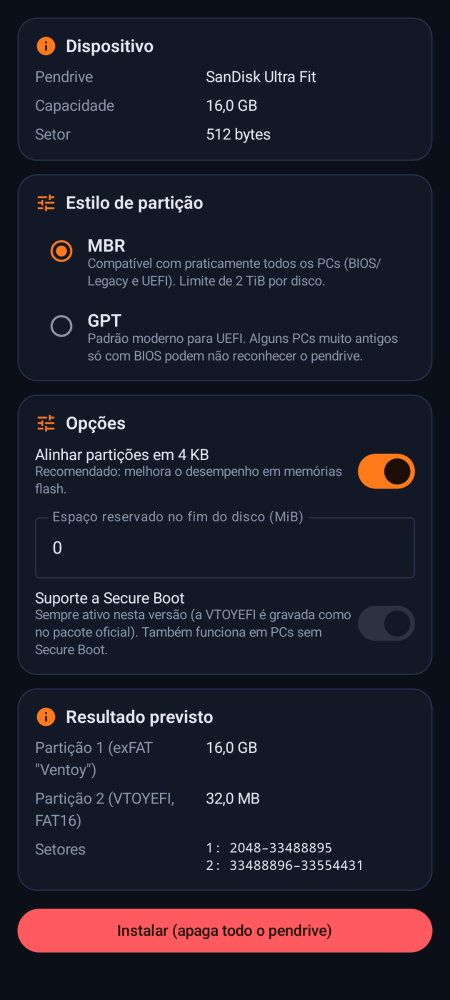 Dispositivo
Pendrive SanDisk Ultra Fit
Capacidade 16,0 GB
Setor 512 bytes
Estilo de partição
MBR
Compatível com praticamente todos os PCs (BIOS/
Legacy e UEFI). Limite de 2 TiB por disco.
GPT
Padrão moderno para UEFI. Alguns PCs muito antigos
só com BIOS podem não reconhecer o pendrive.
Opções
Alinhar partições em 4 KB
Recomendado: melhora o desempenho em memórias
flash.
Espaço reservado no fim do disco (MiB)
0
Suporte a Secure Boot
Sempre ativo nesta versão (a VTOYEFI é gravada como
no pacote oficial). Também funciona em PCs sem
Secure Boot.
Resultado previsto
Partição 1 (exFAT 16,0 GB
"Ventoy")
Partição 2 (VTOYEFI, 32,0 MB
FAT16)
Setores 1: 2048–33488895
2: 33488896–33554431
Instalar (apaga todo o pendrive)